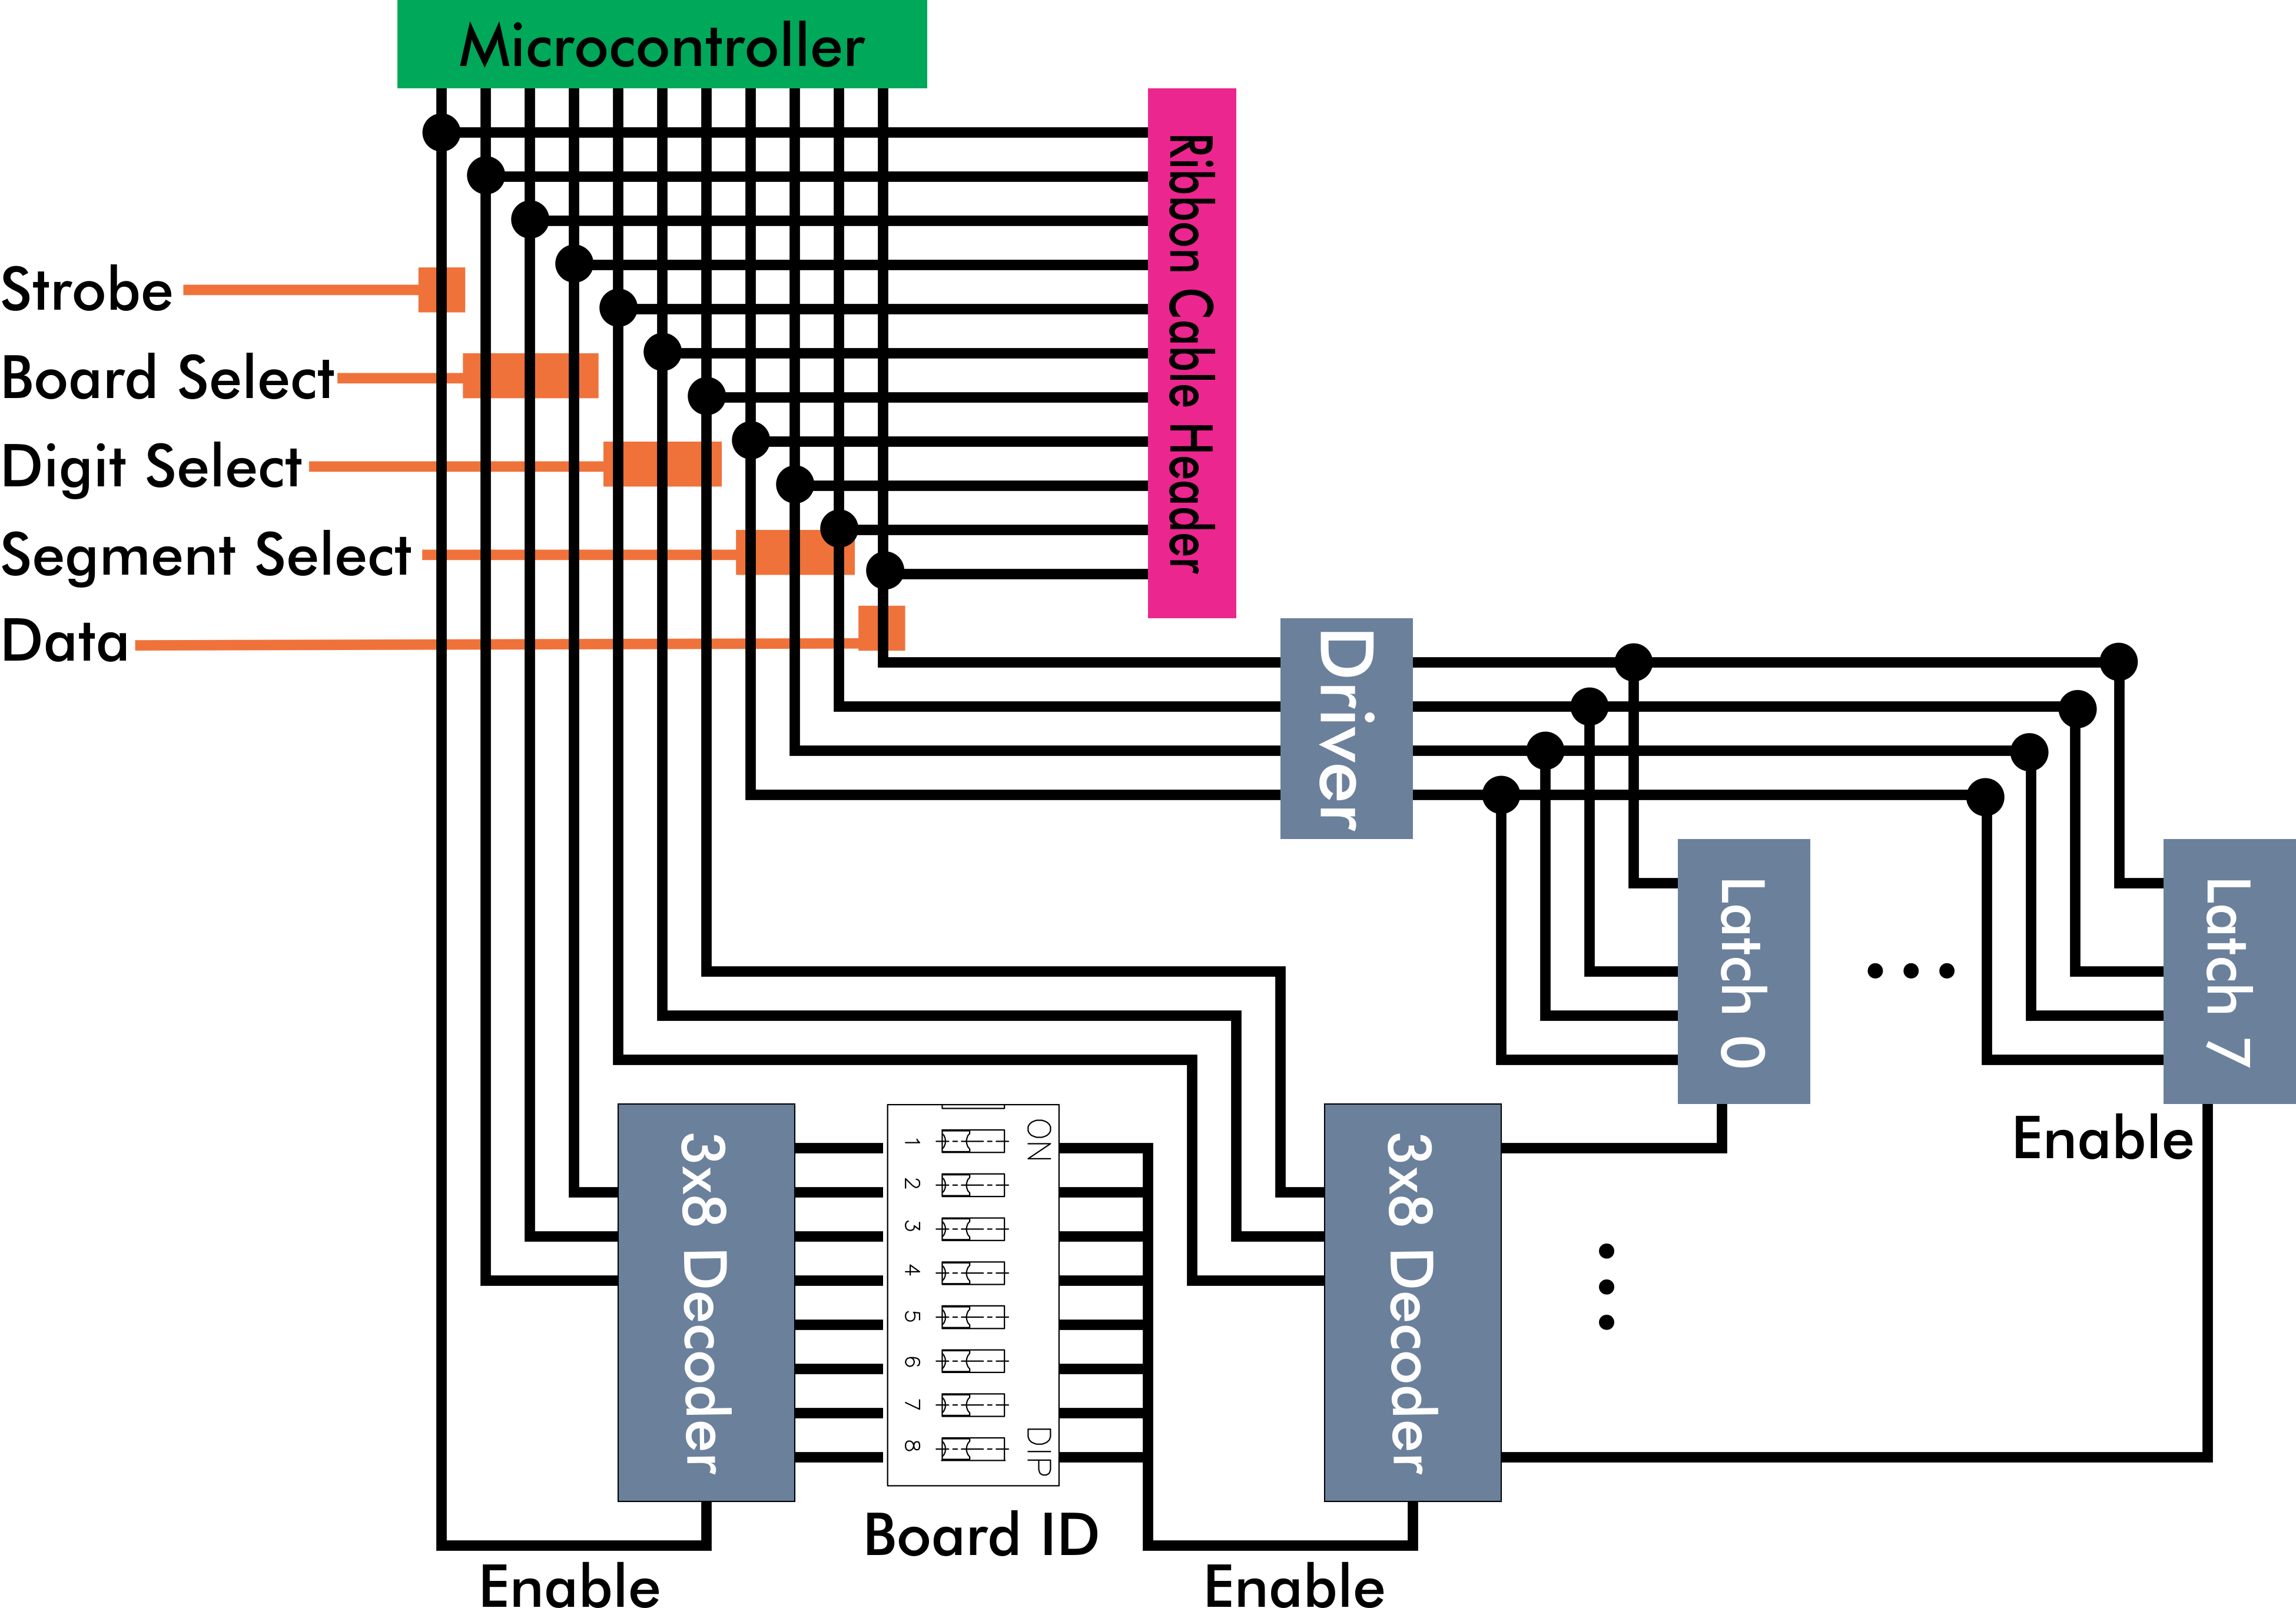 Microcontroller
Ribbon Cable Header
Strobe
Board Select
Digit Select
Segment Select
Data
Driver
Latch 0
Latch 7
Enable
3x8 Decoder
1
2
3
4
5
6
7
8
ON
DIP
3x8 Decoder
Board ID
Enable
Enable